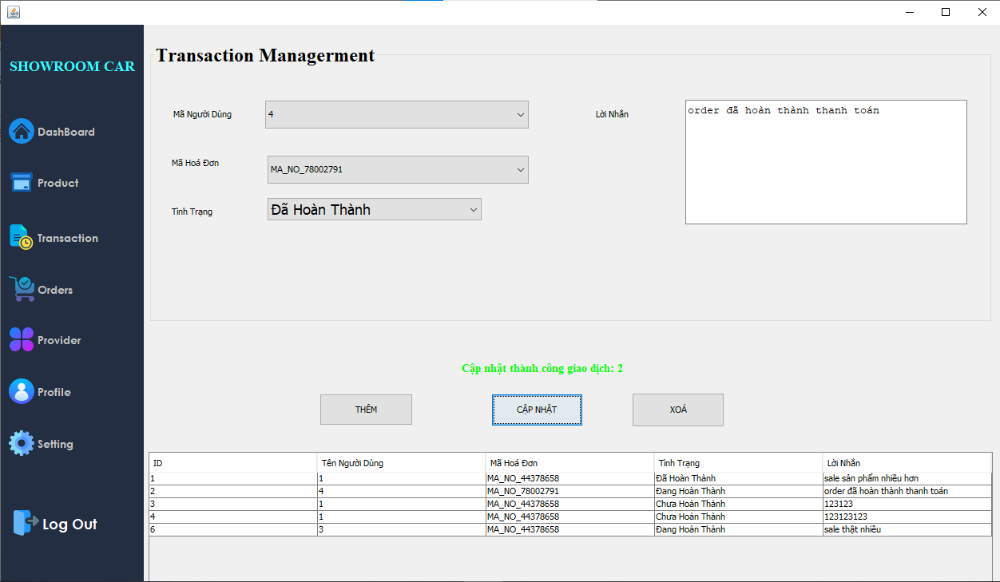 SHOWROOM CAR
DashBoard
Product
Transaction
Orders
Provider
Profile
Setting
Log Out
Transaction Managerment
Mã Người Dùng
4
Lời Nhắn
order đã hoàn thành thanh toán
Mã Hoá Đơn
MA_NO_78002791
Tình Trạng
Đã Hoàn Thành
Cập nhật thành công giao dịch: 2
THÊM
CẬP NHẬT
XOÁ
ID Tên Người Dùng Mã Hoá Đơn Tình Trạng Lời Nhắn
1 1 MA_NO_44378658 Đã Hoàn Thành sale sản phẩm nhiều hơn
2 4 MA_NO_78002791 Đang Hoàn Thành order đã hoàn thành thanh toán
3 1 MA_NO_44378658 Chưa Hoàn Thành 123123
4 1 MA_NO_44378658 Chưa Hoàn Thành 123123123
6 3 MA_NO_44378658 Đang Hoàn Thành sale thật nhiều